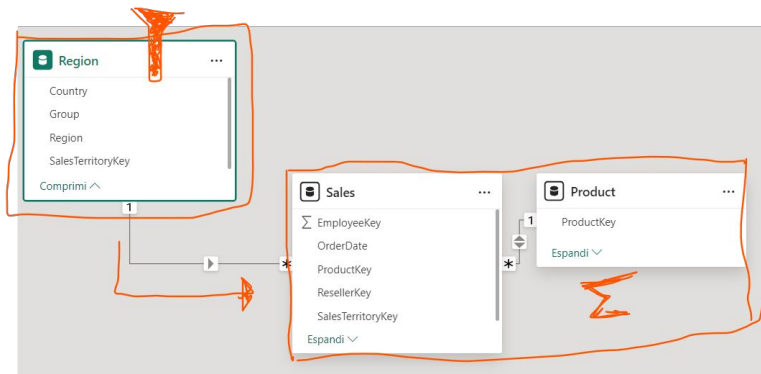 Region
...
Country
Group
Region
SalesTerritoryKey
Comprimi
1
*
Sales
...
Σ EmployeeKey
OrderDate
ProductKey
ResellerKey
SalesTerritoryKey
Espandi
*
1
Product
...
ProductKey
Espandi
Σ